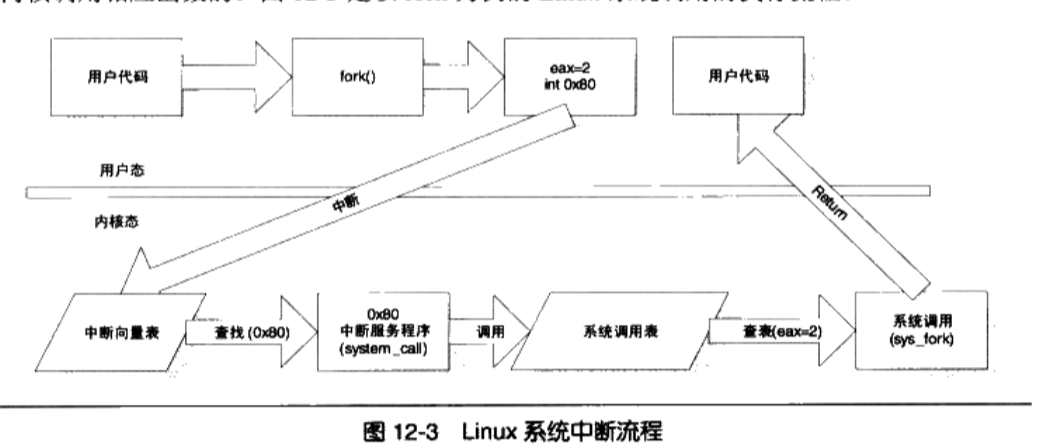 用户代码
fork()
eax=2
int 0x80
用户代码
用户态
中断
Return
内核态
中断向量表
查找 (0x80)
0x80
中断服务程序
(system_call)
调用
系统调用表
查表(eax=2)
系统调用
(sys_fork)
图 12-3 Linux 系统中断流程